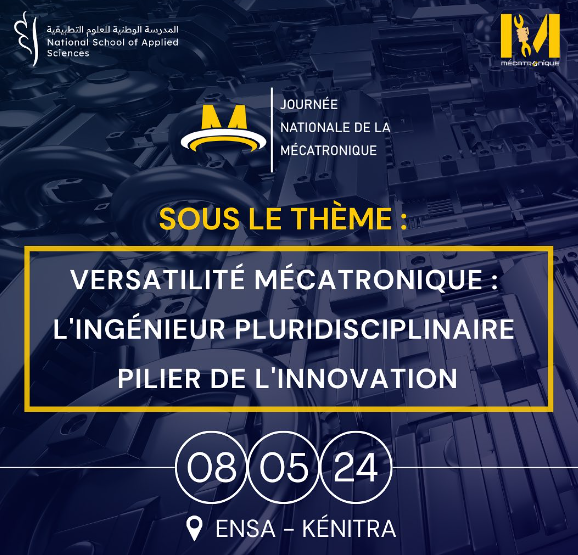 المدرسة الوطنية للعلوم التطبيقية
National School of Applied
Sciences
M
MÉCATRONIQUE
M
JOURNÉE
NATIONALE DE LA
MÉCATRONIQUE
SOUS LE THÈME :
VERSATILITÉ MÉCATRONIQUE :
L'INGÉNIEUR PLURIDISCIPLINAIRE
PILIER DE L'INNOVATION
08 05 24
ENSA – KÉNITRA